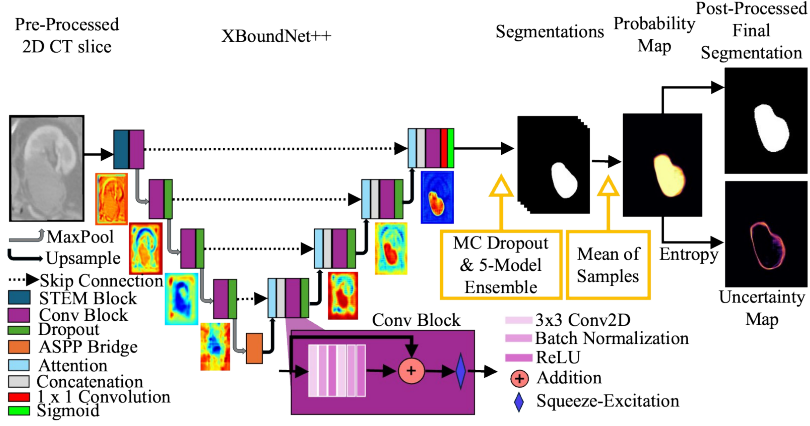 Pre-Processed
2D CT slice
XBoundNet++
Segmentations
Probability
Map
Post-Processed
Final
Segmentation
MaxPool
Upsample
Skip Connection
STEM Block
Conv Block
Dropout
ASPP Bridge
Attention
Concatenation
1 x 1 Convolution
Sigmoid
MC Dropout
& 5-Model
Ensemble
Mean of
Samples
Entropy
Uncertainty
Map
Conv Block
3x3 Conv2D
Batch Normalization
ReLU
Addition
Squeeze-Excitation